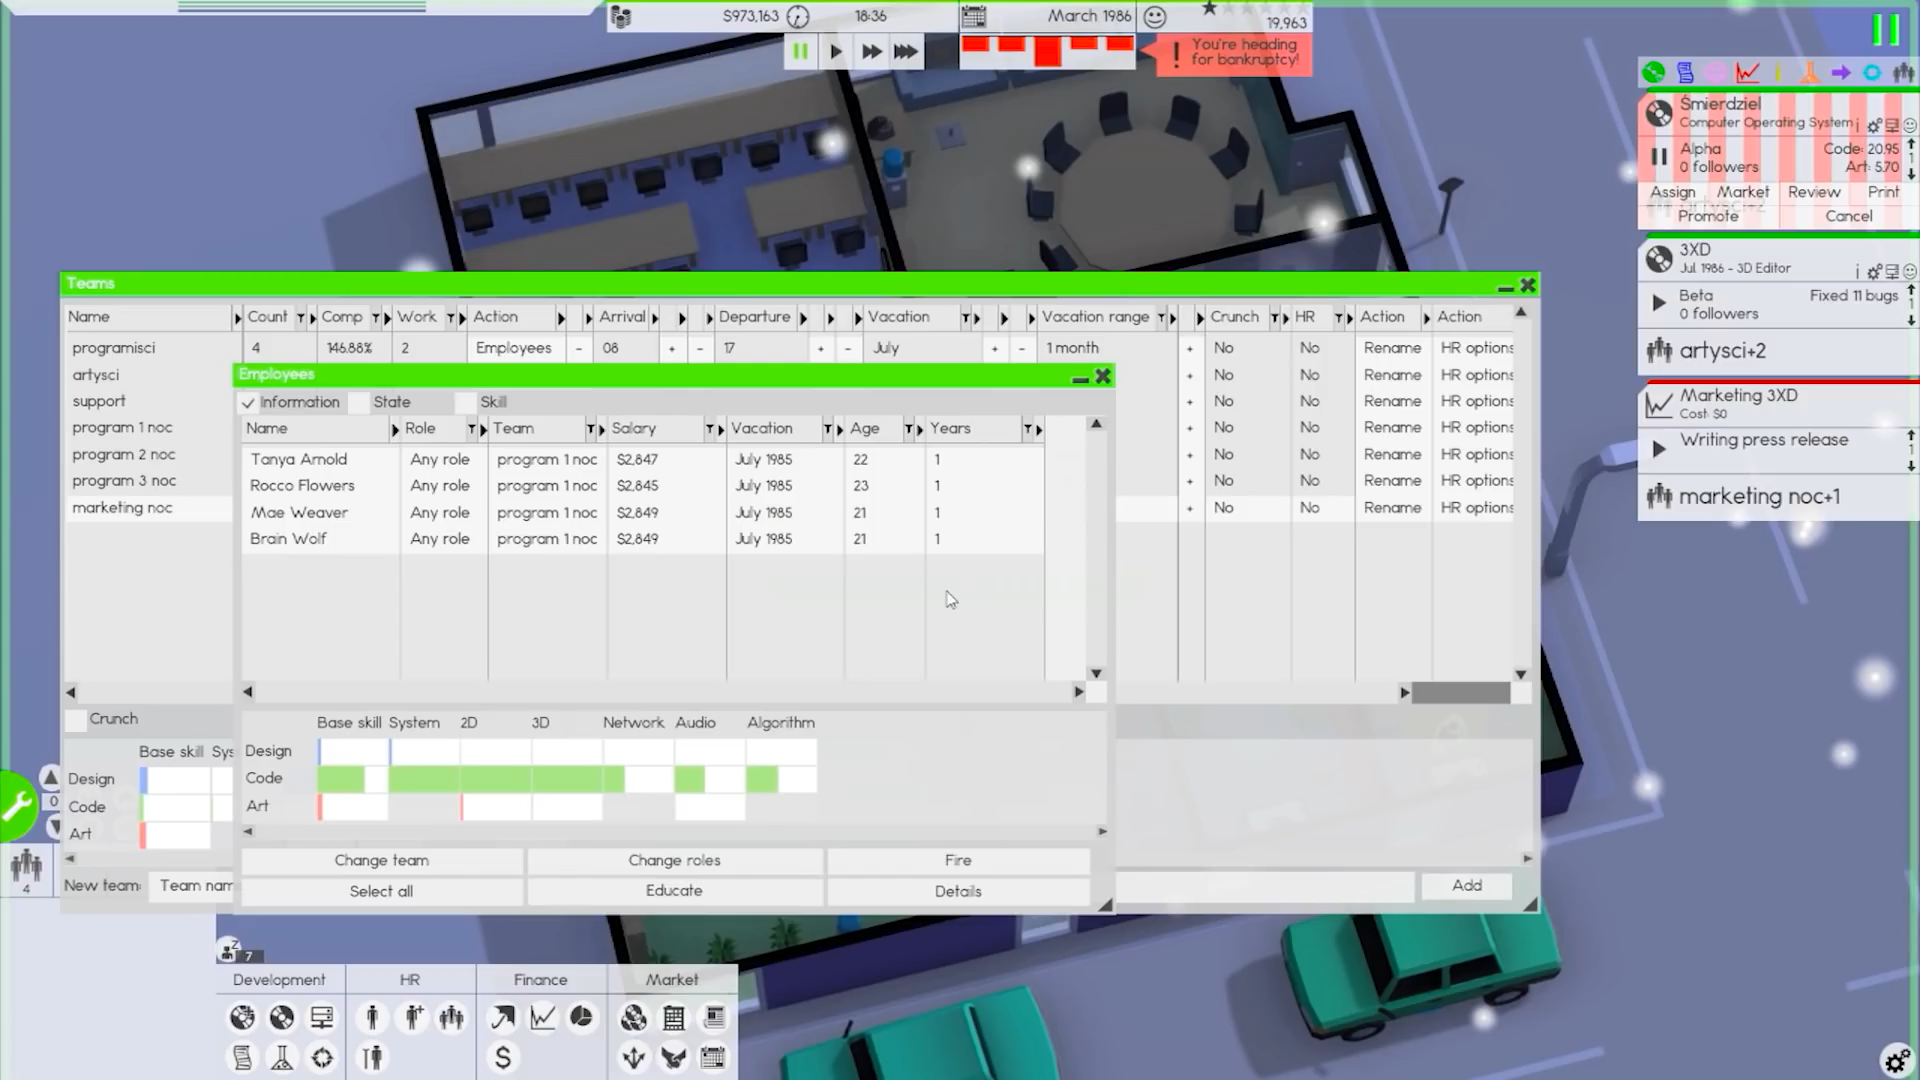 $973,163
18:36
March 1986
19,963
You're heading
for bankruptcy!
Śmierdziel
Computer Operating System
i
Alpha
Code: 20.95
0 followers
Art: 5.70
1
Assign
Market
Review
Print
artysci+2
Promote
Cancel
3XD
Jul 1986 - 3D Editor
i
Beta
Fixed 11 bugs
0 followers
1
artysci+2
Marketing 3XD
Cost: $0
Writing press release
1
marketing noc+1
Teams
Name
Count
Comp
Work
Action
Arrival
Departure
Vacation
Vacation range
Crunch
HR
Action
Action
programisci
4
146.88%
2
Employees
-
08
+
-
17
+
-
July
+
-
1 month
+
No
No
Rename
HR options
artysci
+
No
No
Rename
HR options
support
+
No
No
Rename
HR options
program 1 noc
+
No
No
Rename
HR options
program 2 noc
+
No
No
Rename
HR options
program 3 noc
+
No
No
Rename
HR options
marketing noc
+
No
No
Rename
HR options
Employees
Information
State
Skill
Name
Role
Team
Salary
Vacation
Age
Years
Tanya Arnold
Any role
program 1 noc
$2,847
July 1985
22
1
Rocco Flowers
Any role
program 1 noc
$2,845
July 1985
23
1
Mae Weaver
Any role
program 1 noc
$2,849
July 1985
21
1
Brain Wolf
Any role
program 1 noc
$2,849
July 1985
21
1
Base skill
System
2D
3D
Network
Audio
Algorithm
Design
Code
Art
Change team
Change roles
Fire
Select all
Educate
Details
Crunch
Base skill
Sys
Design
Code
Art
0
4
New team:
Team nam
Add
Z
7
Development
HR
Finance
Market